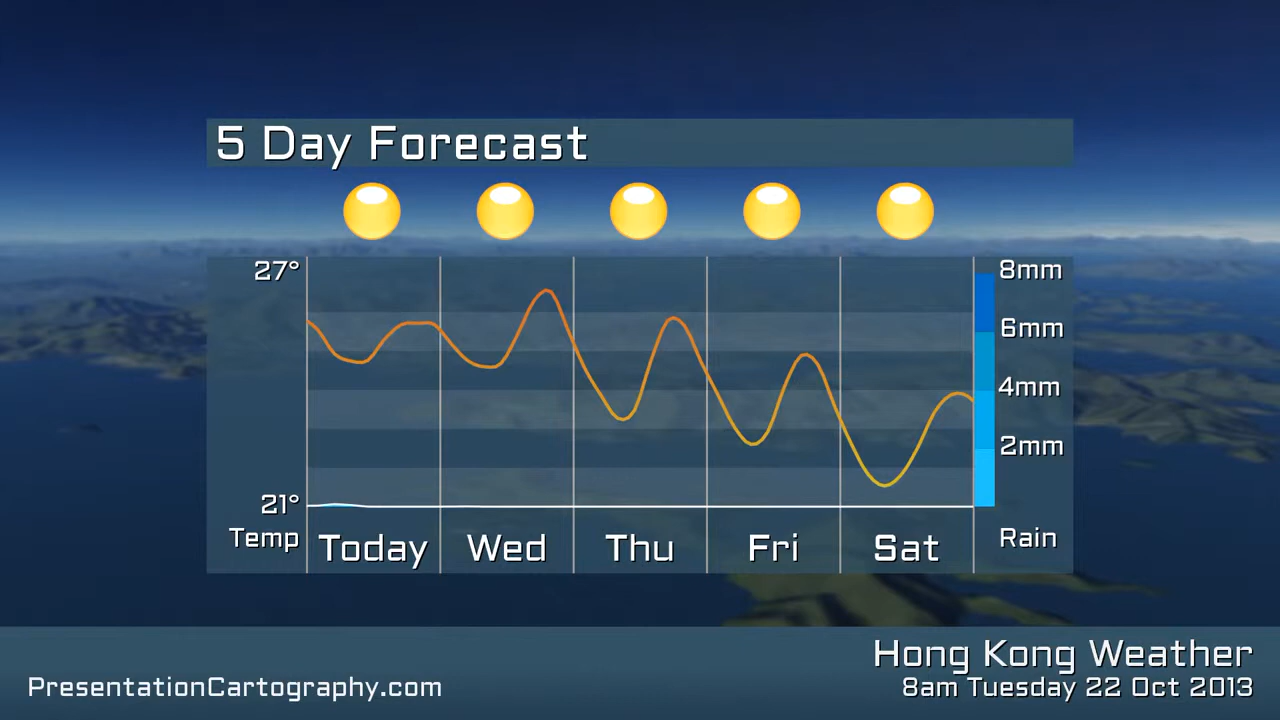 5 Day Forecast
27°
8mm
6mm
4mm
2mm
21°
Temp
Today
Wed
Thu
Fri
Sat
Rain
Hong Kong Weather
PresentationCartography.com
8am Tuesday 22 Oct 2013